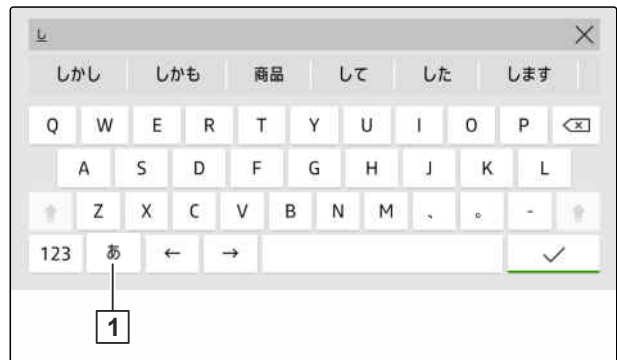 し
しかし しかも 商品 して した します
Q W E R T Y U I O P
A S D F G H J K L
Z X C V B N M 、 。 -
123 あ ← →
1